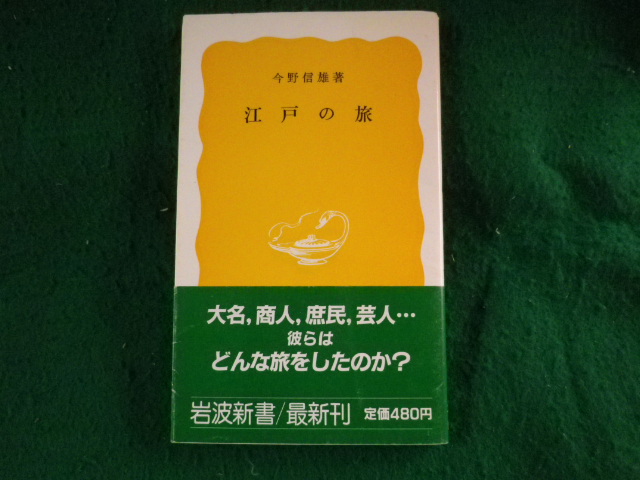 今野信雄著
江戸の旅
大名,商人,庶民,芸人…
彼らは
どんな旅をしたのか?
岩波新書/最新刊 定価480円